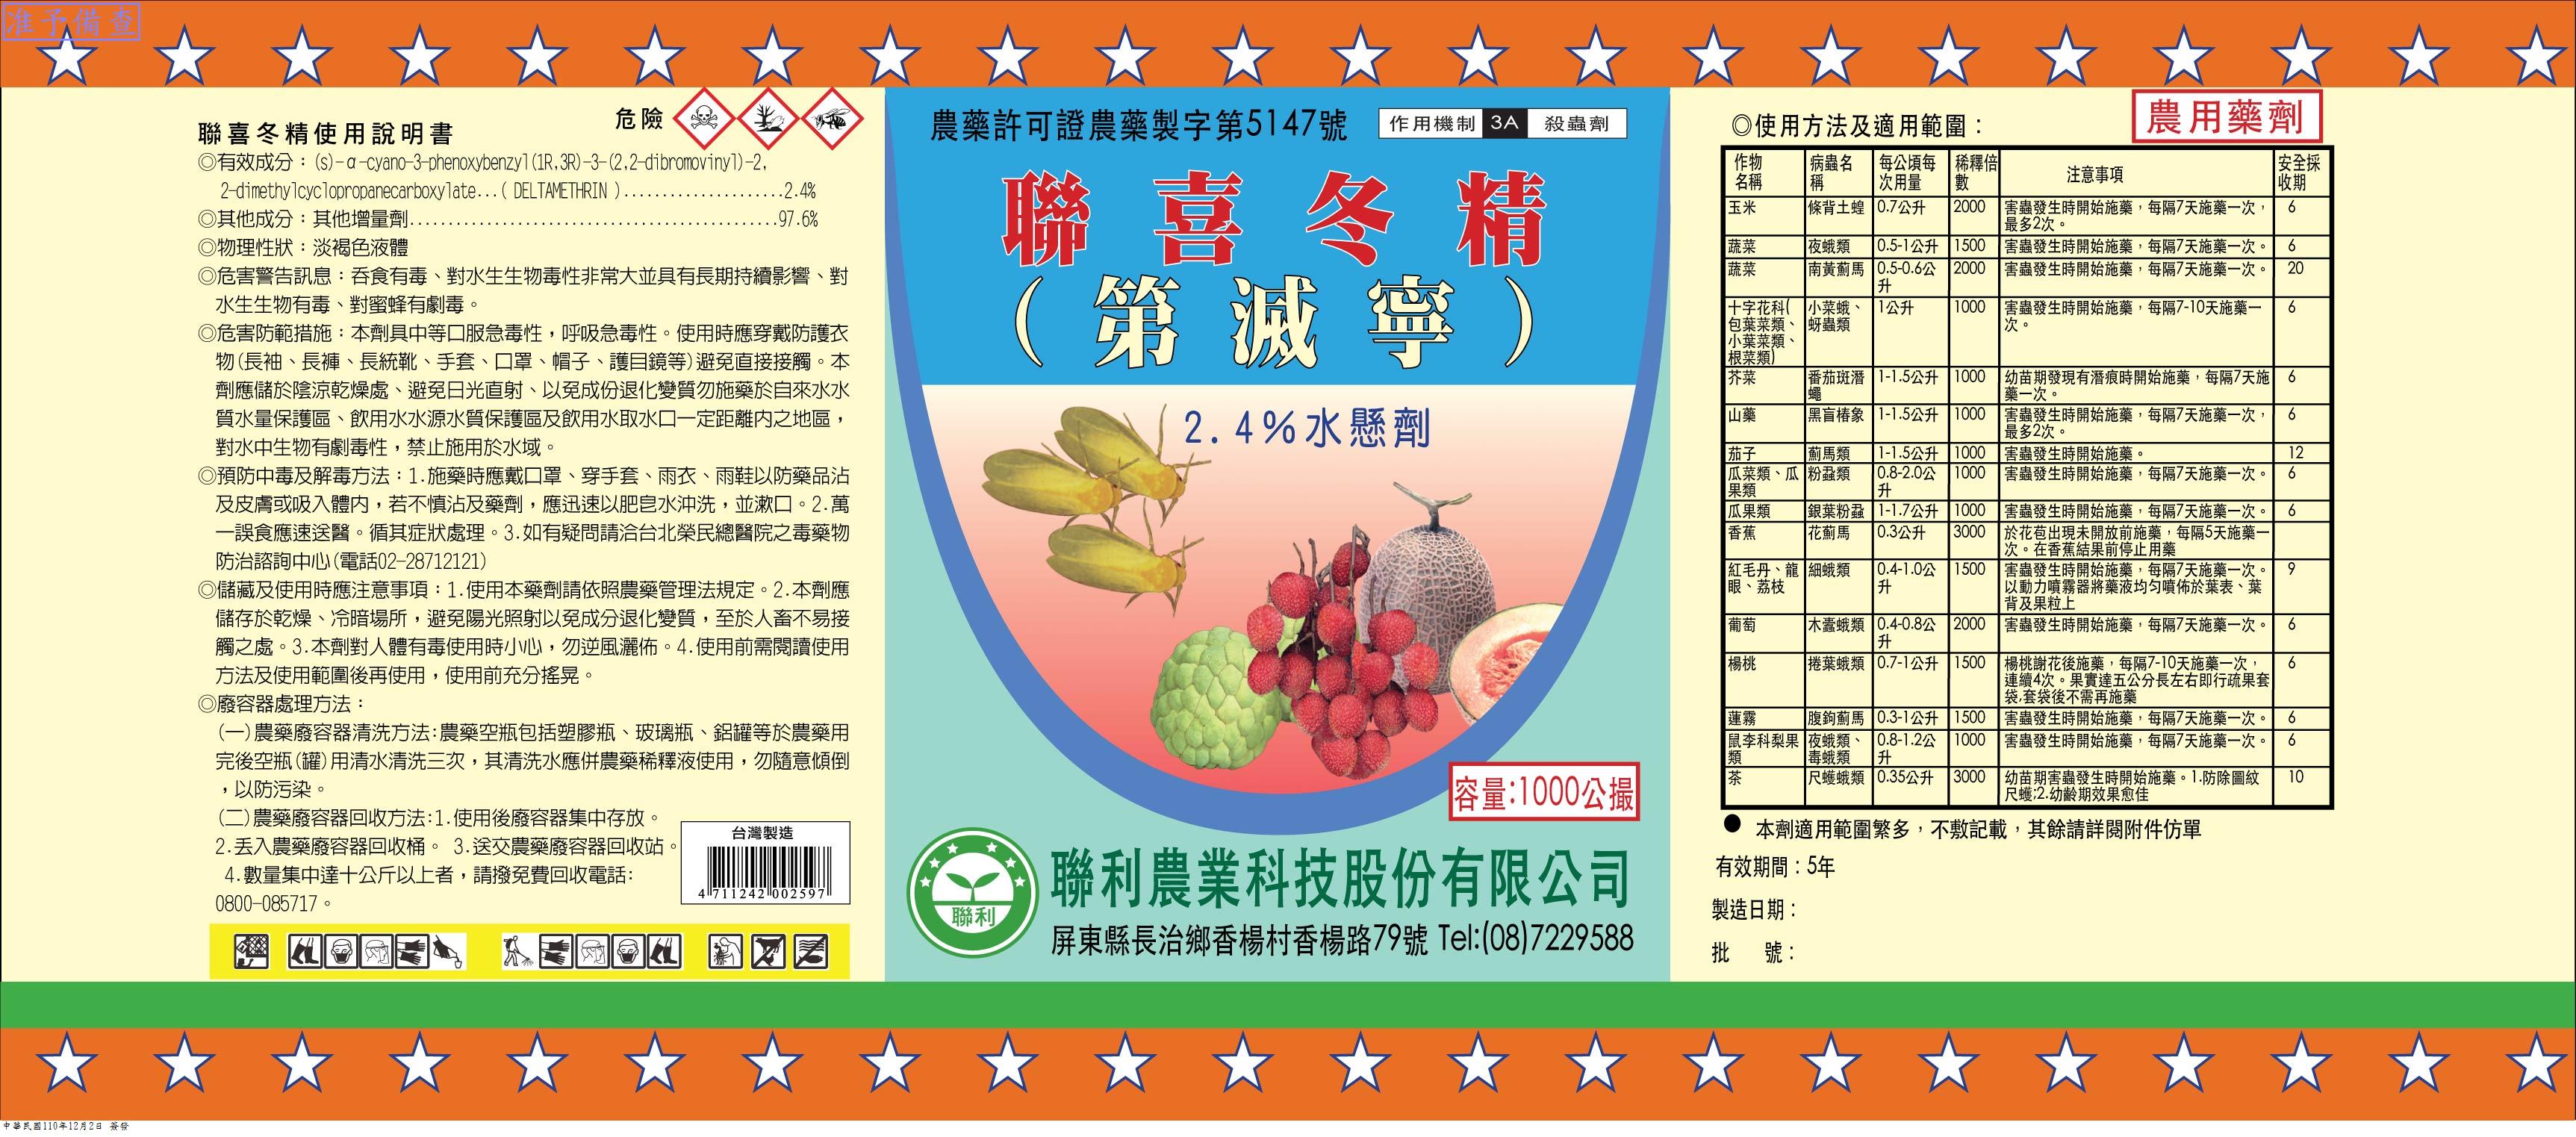 准予備查
聯喜冬精使用說明書
危險
◎有效成分：(s)-α-cyano-3-phenoxybenzyl(1R,3R)-3-(2,2-dibromovinyl)-2,
2-dimethylcyclopropanecarboxylate...( DELTAMETHRIN ).....................2.4%
◎其他成分：其他增量劑................................................97.6%
◎物理性狀：淡褐色液體
◎危害警告訊息：吞食有毒、對水生生物毒性非常大並具有長期持續影響、對
水生生物有毒、對蜜蜂有劇毒。
◎危害防範措施：本劑具中等口服急毒性，呼吸急毒性。使用時應穿戴防護衣
物(長袖、長褲、長統靴、手套、口罩、帽子、護目鏡等)避免直接接觸。本
劑應儲於陰涼乾燥處、避免日光直射、以免成份退化變質勿施藥於自來水水
質水量保護區、飲用水水源水質保護區及飲用水取水口一定距離內之地區，
對水中生物有劇毒性，禁止施用於水域。
◎預防中毒及解毒方法：1.施藥時應戴口罩、穿手套、雨衣、雨鞋以防藥品沾
及皮膚或吸入體內，若不慎沾及藥劑，應迅速以肥皂水沖洗，並漱口。2.萬
一誤食應速送醫。循其症狀處理。3.如有疑問請洽台北榮民總醫院之毒藥物
防治諮詢中心(電話02-28712121)
◎儲藏及使用時應注意事項：1.使用本藥劑請依照農藥管理法規定。2.本劑應
儲存於乾燥、冷暗場所，避免陽光照射以免成分退化變質，至於人畜不易接
觸之處。3.本劑對人體有毒使用時小心，勿逆風灑佈。4.使用前需閱讀使用
方法及使用範圍後再使用，使用前充分搖晃。
◎廢容器處理方法：
(一)農藥廢容器清洗方法:農藥空瓶包括塑膠瓶、玻璃瓶、鋁罐等於農藥用
完後空瓶(罐)用清水清洗三次，其清洗水應併農藥稀釋液使用，勿隨意傾倒
，以防污染。
(二)農藥廢容器回收方法:1.使用後廢容器集中存放。
2.丟入農藥廢容器回收桶。 3.送交農藥廢容器回收站。
4.數量集中達十公斤以上者，請撥免費回收電話:
0800-085717。
台灣製造
4 711242 002597
農藥許可證農藥製字第5147號
作用機制 3A 殺蟲劑
聯喜冬精
(第滅寧)
2.4%水懸劑
容量:1000公撮
聯利
聯利農業科技股份有限公司
屏東縣長治鄉香楊村香楊路79號 Tel:(08)7229588
農用藥劑
◎使用方法及適用範圍：
作物名稱 病蟲名稱 每公頃每次用量 稀釋倍數 注意事項 安全採收期
玉米 條背土蝗 0.7公升 2000 害蟲發生時開始施藥，每隔7天施藥一次，最多2次。 6
蔬菜 夜蛾類 0.5-1公升 1500 害蟲發生時開始施藥，每隔7天施藥一次。 6
蔬菜 南黃薊馬 0.5-0.6公升 2000 害蟲發生時開始施藥，每隔7天施藥一次。 20
十字花科(包葉菜類、小葉菜類、根菜類) 小菜蛾、蚜蟲類 1公升 1000 害蟲發生時開始施藥，每隔7-10天施藥一次。 6
芥菜 番茄斑潛蠅 1-1.5公升 1000 幼苗期發現有潛痕時開始施藥，每隔7天施藥一次。 6
山藥 黑盲椿象 1-1.5公升 1000 害蟲發生時開始施藥，每隔7天施藥一次，最多2次。 6
茄子 薊馬類 1-1.5公升 1000 害蟲發生時開始施藥。 12
瓜菜類、瓜果類 粉蝨類 0.8-2.0公升 1000 害蟲發生時開始施藥，每隔7天施藥一次。 6
瓜果類 銀葉粉蝨 1-1.7公升 1000 害蟲發生時開始施藥，每隔7天施藥一次。 6
香蕉 花薊馬 0.3公升 3000 於花苞出現未開放前施藥，每隔5天施藥一次。在香蕉結果前停止用藥
紅毛丹、龍眼、荔枝 細蛾類 0.4-1.0公升 1500 害蟲發生時開始施藥，每隔7天施藥一次。以動力噴霧器將藥液均勻噴佈於葉表、葉背及果粒上 9
葡萄 木蠹蛾類 0.4-0.8公升 2000 害蟲發生時開始施藥，每隔7天施藥一次。 6
楊桃 捲葉蛾類 0.7-1公升 1500 楊桃謝花後施藥，每隔7-10天施藥一次，連續4次。果實達五公分長左右即行疏果套袋,套袋後不需再施藥 6
蓮霧 腹鉤薊馬 0.3-1公升 1500 害蟲發生時開始施藥，每隔7天施藥一次。 6
鼠李科梨果類 夜蛾類、毒蛾類 0.8-1.2公升 1000 害蟲發生時開始施藥，每隔7天施藥一次。 6
茶 尺蠖蛾類 0.35公升 3000 幼苗期害蟲發生時開始施藥。1.防除圖紋尺蠖;2.幼齡期效果愈佳 10
● 本劑適用範圍繁多，不敷記載，其餘請詳閱附件仿單
有效期間：5年
製造日期：
批 號：
中華民國110年12月2日 簽發